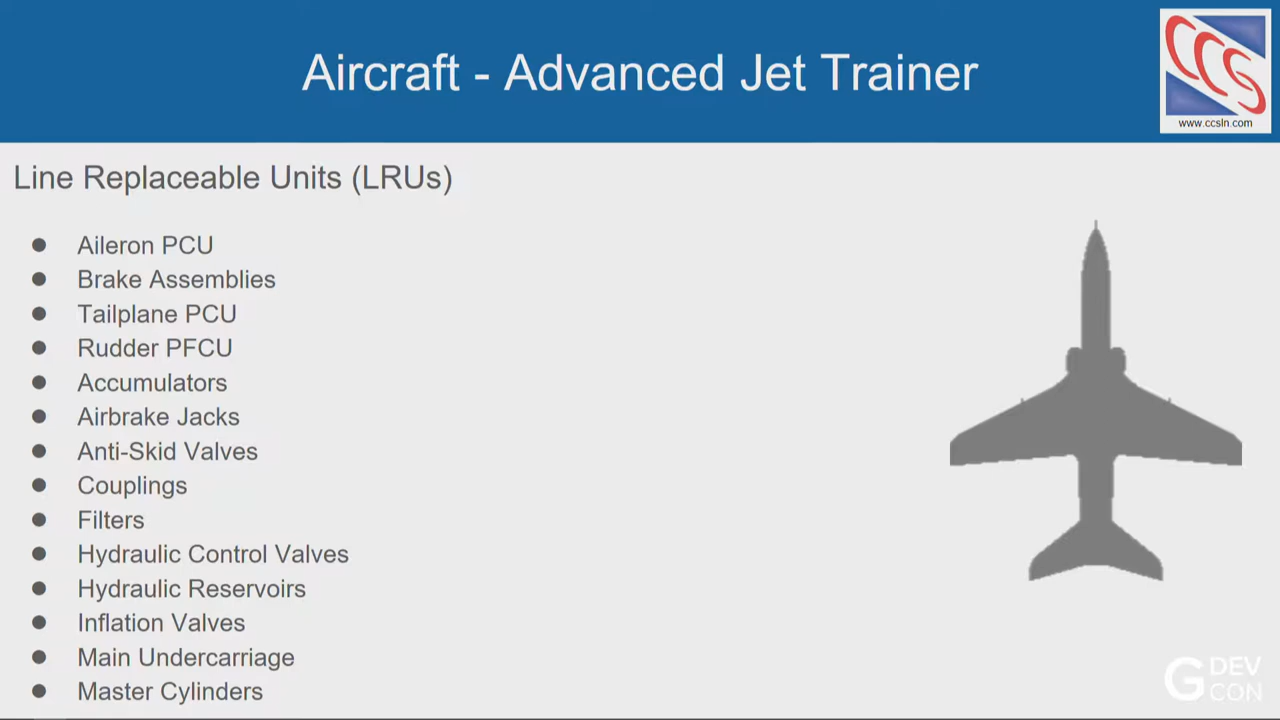 Aircraft - Advanced Jet Trainer
CCS
www.ccsln.com
Line Replaceable Units (LRUs)
● Aileron PCU
● Brake Assemblies
● Tailplane PCU
● Rudder PFCU
● Accumulators
● Airbrake Jacks
● Anti-Skid Valves
● Couplings
● Filters
● Hydraulic Control Valves
● Hydraulic Reservoirs
● Inflation Valves
● Main Undercarriage
● Master Cylinders
G DEV
CON